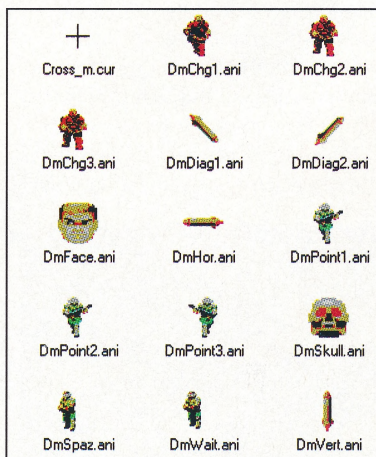 Cross_m.cur DmChg1.ani DmChg2.ani
DmChg3.ani DmDiag1.ani DmDiag2.ani
DmFace.ani DmHor.ani DmPoint1.ani
DmPoint2.ani DmPoint3.ani DmSkull.ani
DmSpaz.ani DmWait.ani DmVert.ani